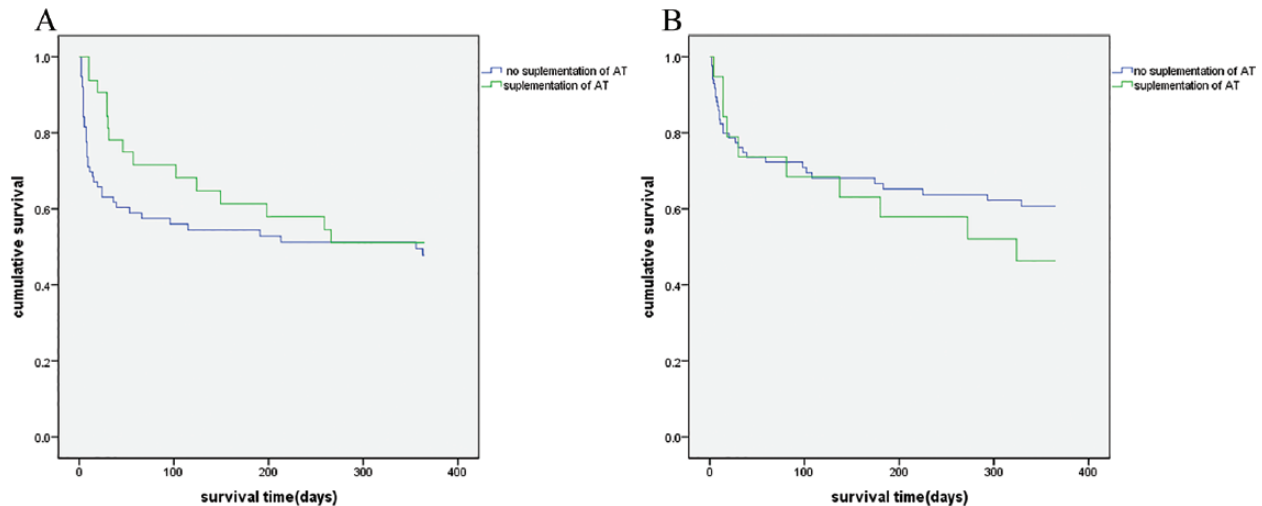 A
1.0
0.8
0.6
0.4
0.2
0.0
cumulative survival
0
100
200
300
400
survival time(days)
no suplementation of AT
suplementation of AT
B
1.0
0.8
0.6
0.4
0.2
0.0
cumulative survival
0
100
200
300
400
survival time(days)
no suplementation of AT
suplementation of AT